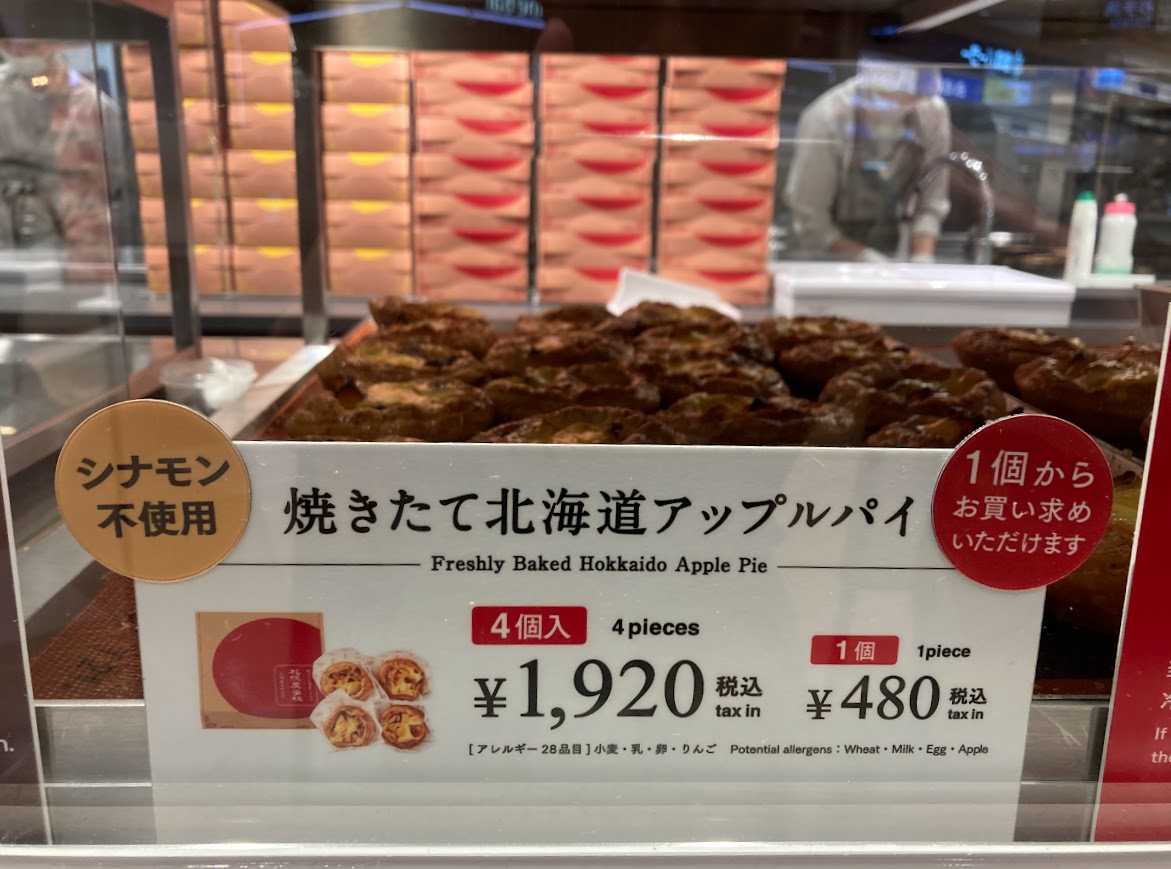 シナモン
不使用
焼きたて北海道アップルパイ
Freshly Baked Hokkaido Apple Pie
1個から
お買い求め
いただけます
4個入 4pieces
¥1,920 税込
tax in
1個 1piece
¥480 税込
tax in
[アレルギー28品目]小麦・乳・卵・りんご Potential allergens：Wheat・Milk・Egg・Apple
n.
If
the